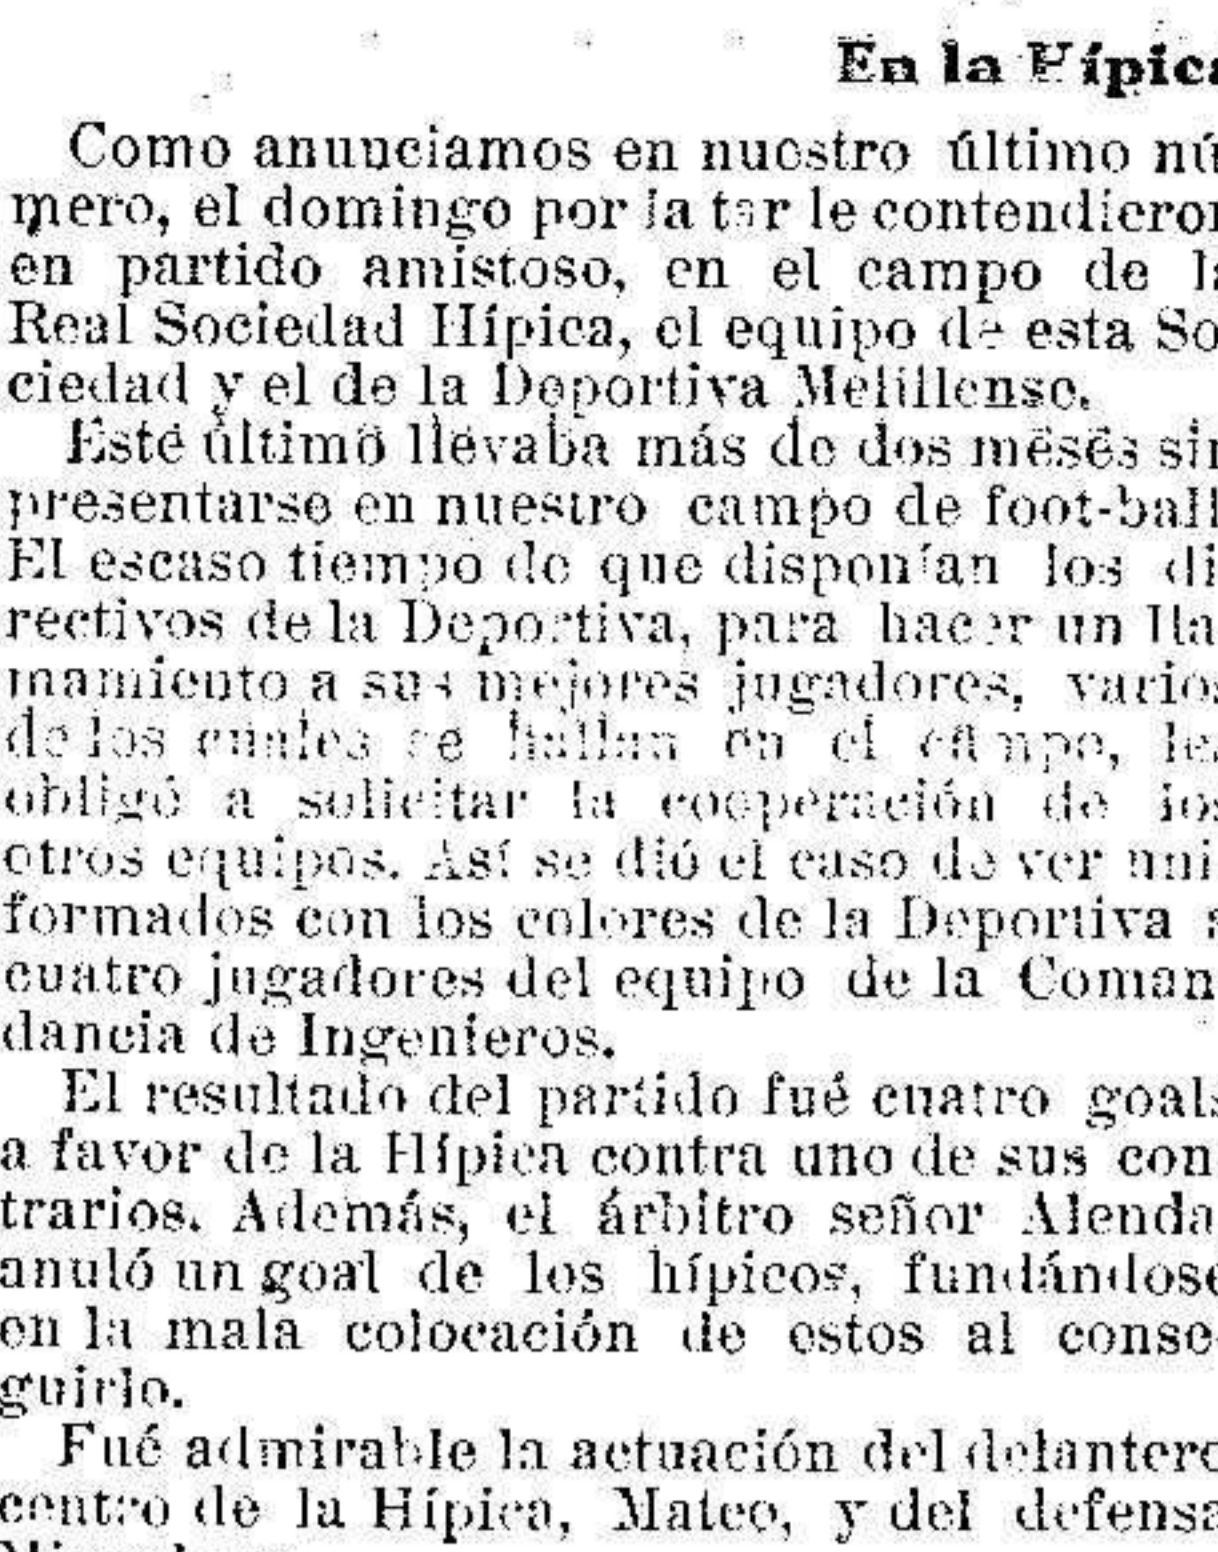 En la Hípica
Como anunciamos en nuestro último nú-
mero, el domingo por la tarde contendieron
en partido amistoso, en el campo de la
Real Sociedad Hípica, el equipo de esta So-
ciedad y el de la Deportiva Melillense.
Este último llevaba más de dos meses sin
presentarse en nuestro campo de foot-ball.
El escaso tiempo de que disponían los di-
rectivos de la Deportiva, para hacer un lla-
mamiento a sus mejores jugadores, varios
de los cuales se hallan en el campo, les
obligó a solicitar la cooperación de los
otros equipos. Así se dió el caso de ver uni-
formados con los colores de la Deportiva a
cuatro jugadores del equipo de la Coman-
dancia de Ingenieros.
El resultado del partido fué cuatro goals
a favor de la Hípica contra uno de sus con-
trarios. Además, el árbitro señor Alenda,
anuló un goal de los hípicos, fundándose
en la mala colocación de estos al conse-
guirlo.
Fué admirable la actuación del delantero
centro de la Hípica, Mateo, y del defensa